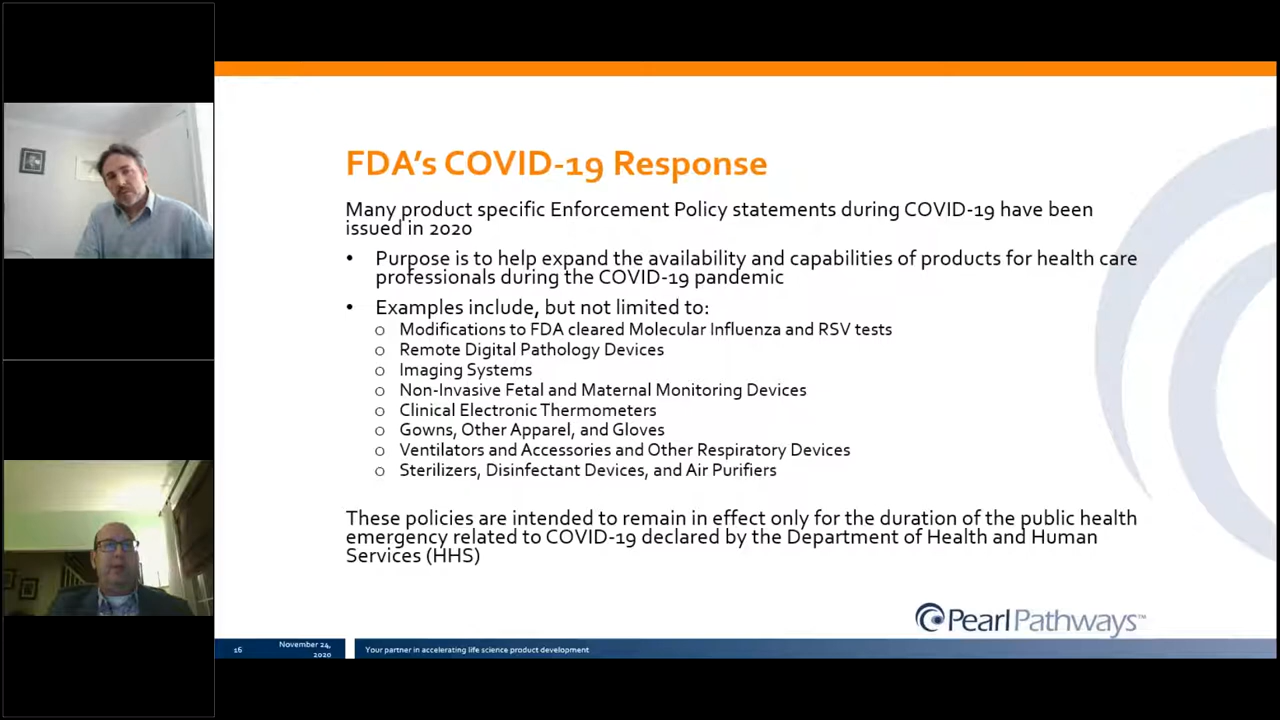 FDA's COVID-19 Response
Many product specific Enforcement Policy statements during COVID-19 have been
issued in 2020
• Purpose is to help expand the availability and capabilities of products for health care
professionals during the COVID-19 pandemic
• Examples include, but not limited to:
o Modifications to FDA cleared Molecular Influenza and RSV tests
o Remote Digital Pathology Devices
o Imaging Systems
o Non-Invasive Fetal and Maternal Monitoring Devices
o Clinical Electronic Thermometers
o Gowns, Other Apparel, and Gloves
o Ventilators and Accessories and Other Respiratory Devices
o Sterilizers, Disinfectant Devices, and Air Purifiers
These policies are intended to remain in effect only for the duration of the public health
emergency related to COVID-19 declared by the Department of Health and Human
Services (HHS)
PearlPathways™
16
November 24,
2020
Your partner in accelerating life science product development